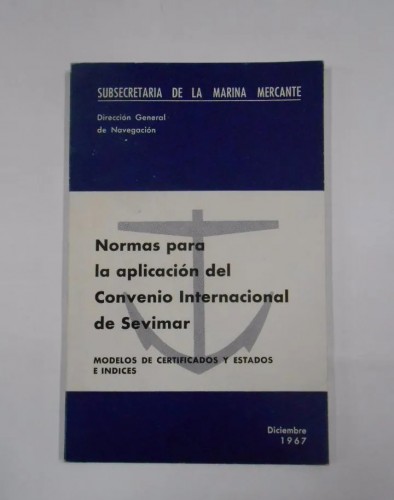 SUBSECRETARIA DE LA MARINA MERCANTE
Dirección General
de Navegación
Normas para
la aplicación del
Convenio Internacional
de Sevimar
MODELOS DE CERTIFICADOS Y ESTADOS
E INDICES
Diciembre
1967